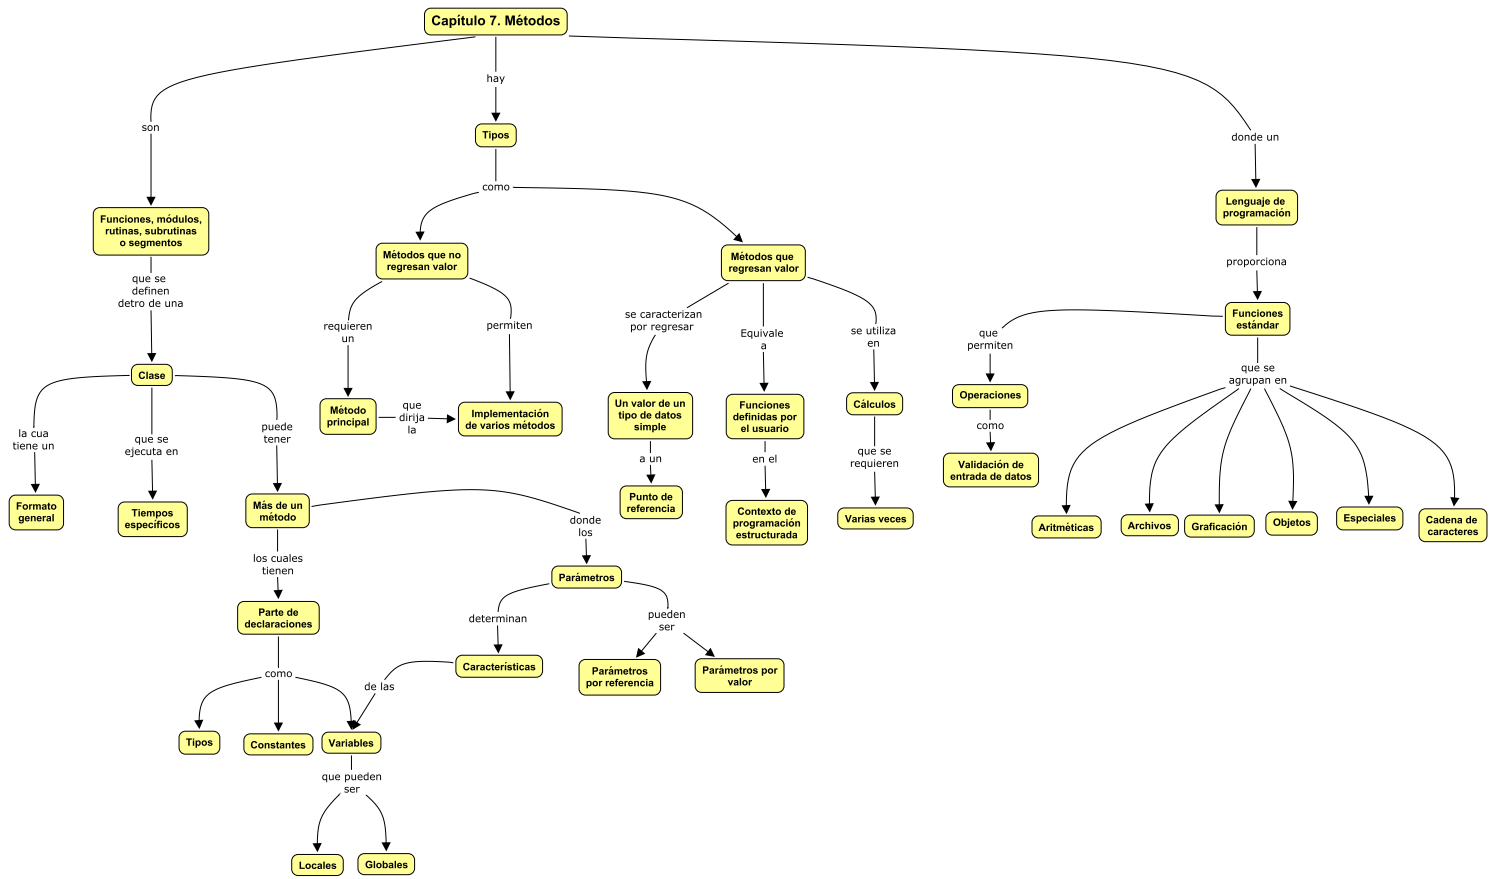 Capítulo 7. Métodos
hay
son
donde un
Tipos
como
Lenguaje de
programación
Funciones, módulos,
rutinas, subrutinas
o segmentos
Métodos que no
regresan valor
Métodos que
regresan valor
proporciona
que se
definen
detro de una
Funciones
estándar
requieren
un
permiten
se caracterizan
por regresar
Equivale
a
se utiliza
en
que
permiten
que se
agrupan en
Clase
Operaciones
Método
principal
que
dirija
la
Implementación
de varios métodos
Un valor de un
tipo de datos
simple
Funciones
definidas por
el usuario
Cálculos
como
la cua
tiene un
que se
ejecuta en
puede
tener
a un
en el
que se
requieren
Validación de
entrada de datos
Formato
general
Tiempos
específicos
Más de un
método
Punto de
referencia
Contexto de
programación
estructurada
Varias veces
Aritméticas
Archivos
Graficación
Objetos
Especiales
Cadena de
caracteres
donde
los
los cuales
tienen
Parámetros
Parte de
declaraciones
determinan
pueden
ser
como
Características
Parámetros
por referencia
Parámetros por
valor
de las
Tipos
Constantes
Variables
que pueden
ser
Locales
Globales